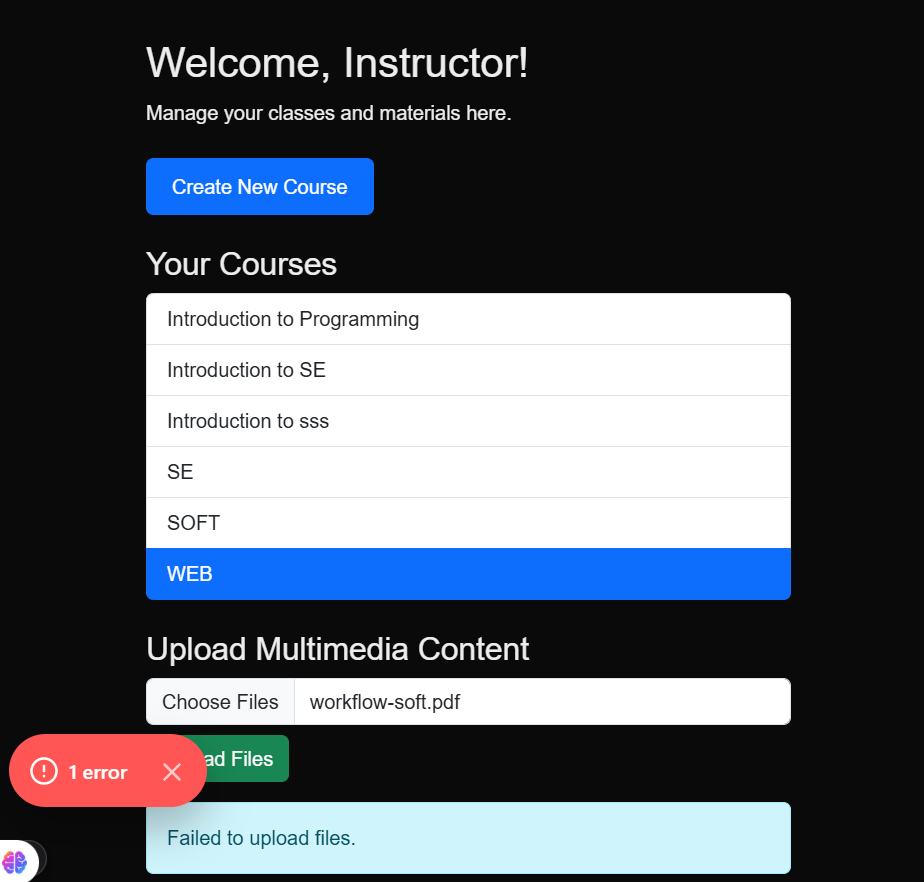 Welcome, Instructor!
Manage your classes and materials here.
Create New Course
Your Courses
Introduction to Programming
Introduction to SE
Introduction to sss
SE
SOFT
WEB
Upload Multimedia Content
Choose Files workflow-soft.pdf
ad Files
1 error
Failed to upload files.